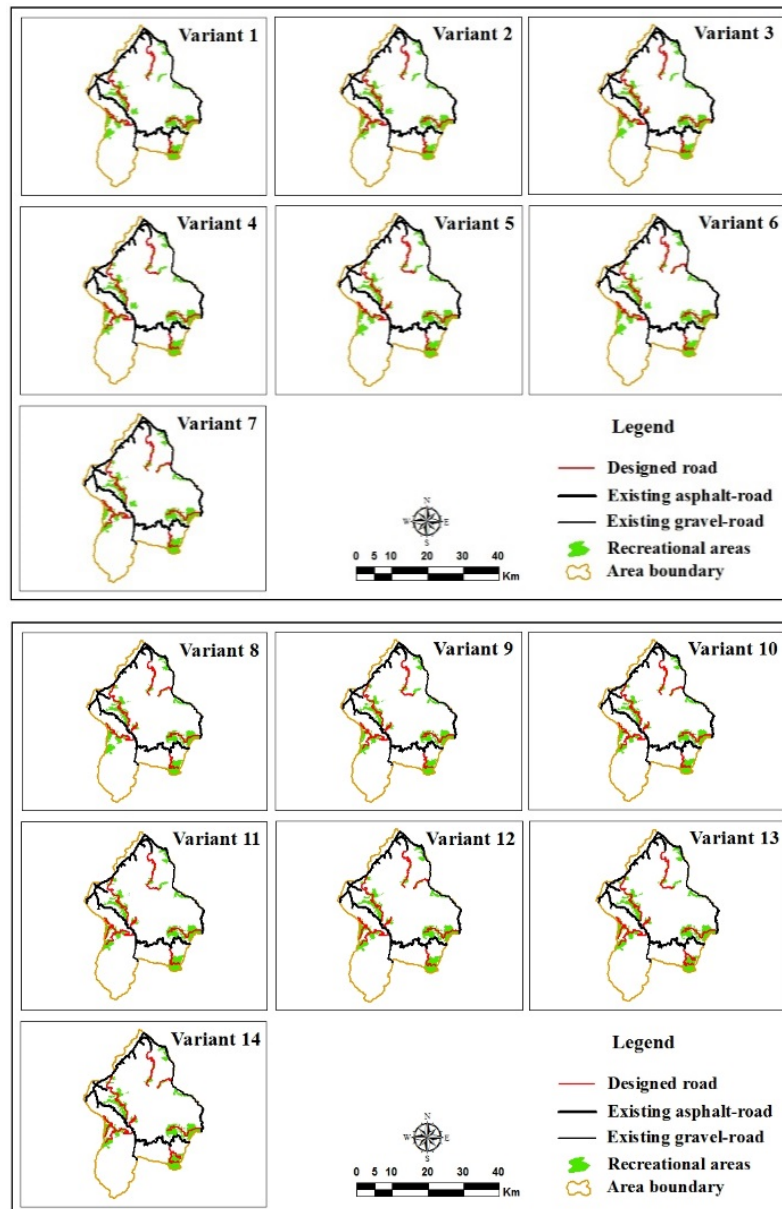 Variant 1
Variant 2
Variant 3
Variant 4
Variant 5
Variant 6
Variant 7
Legend
Designed road
Existing asphalt-road
Existing gravel-road
Recreational areas
Area boundary
N
W E
S
0 5 10 20 30 40
Km
Variant 8
Variant 9
Variant 10
Variant 11
Variant 12
Variant 13
Variant 14
Legend
Designed road
Existing asphalt-road
Existing gravel-road
Recreational areas
Area boundary
N
W E
S
0 5 10 20 30 40
Km